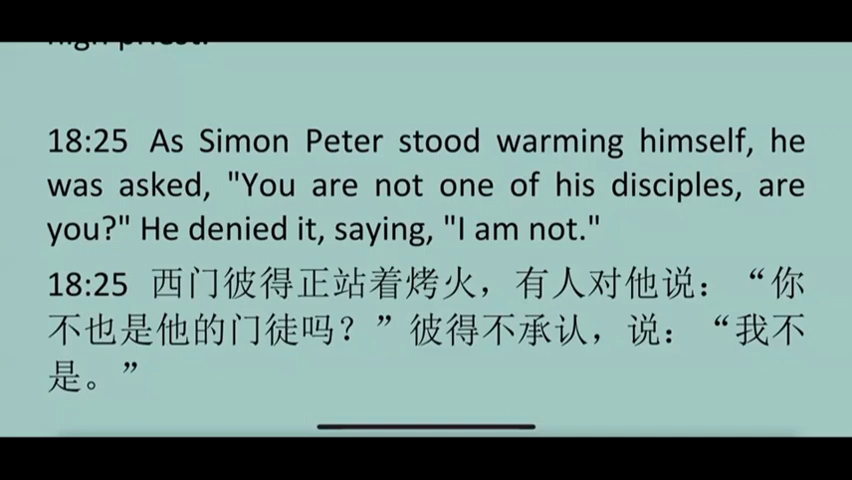 18:25 As Simon Peter stood warming himself, he
was asked, "You are not one of his disciples, are
you?" He denied it, saying, "I am not."
18:25 西门彼得正站着烤火，有人对他说：“你
不也是他的门徒吗？”彼得不承认，说：“我不
是。”